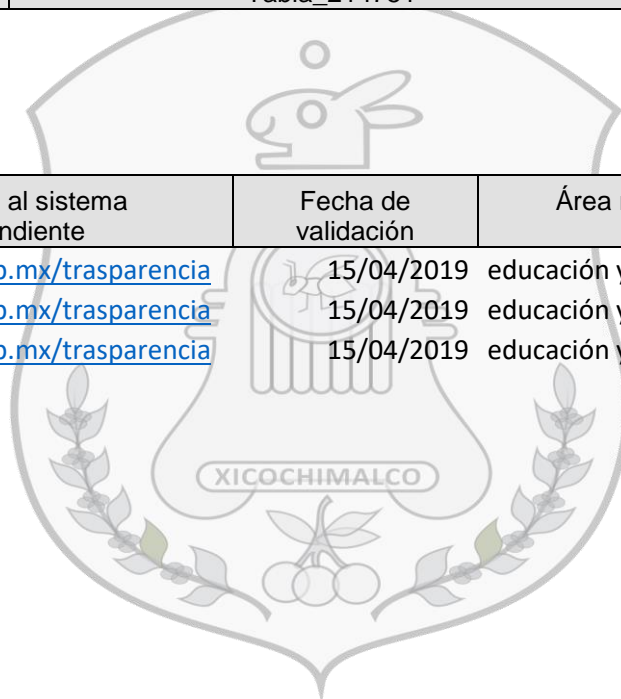 al sistema
Fecha de
Área
ndiente
validación
o.mx/trasparencia 15/04/2019 educación y
o.mx/trasparencia 15/04/2019 educación y
o.mx/trasparencia 15/04/2019 educación y
XICOCHIMALCO